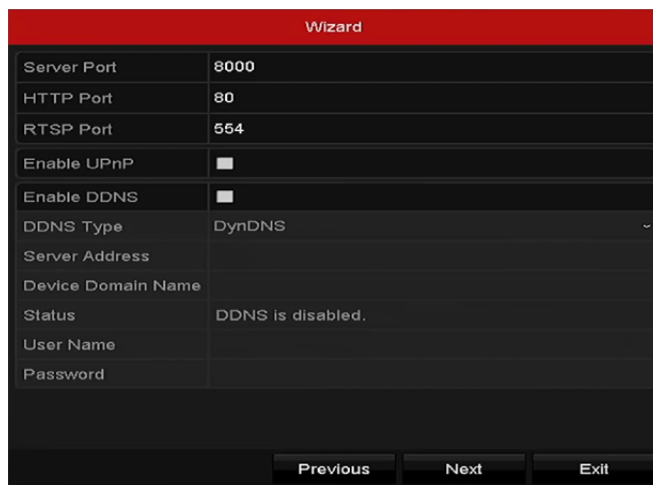 Wizard
Server Port 8000
HTTP Port 80
RTSP Port 554
Enable UPnP
Enable DDNS
DDNS Type DynDNS
Server Address
Device Domain Name
Status DDNS is disabled.
User Name
Password
Previous Next Exit